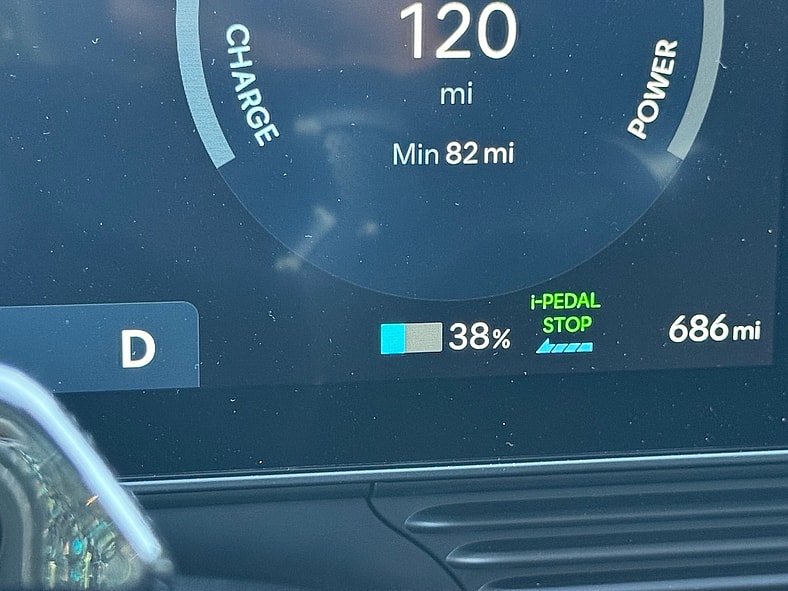 120
CHARGE
POWER
mi
Min 82 mi
i-PEDAL
STOP
D
38%
686 mi